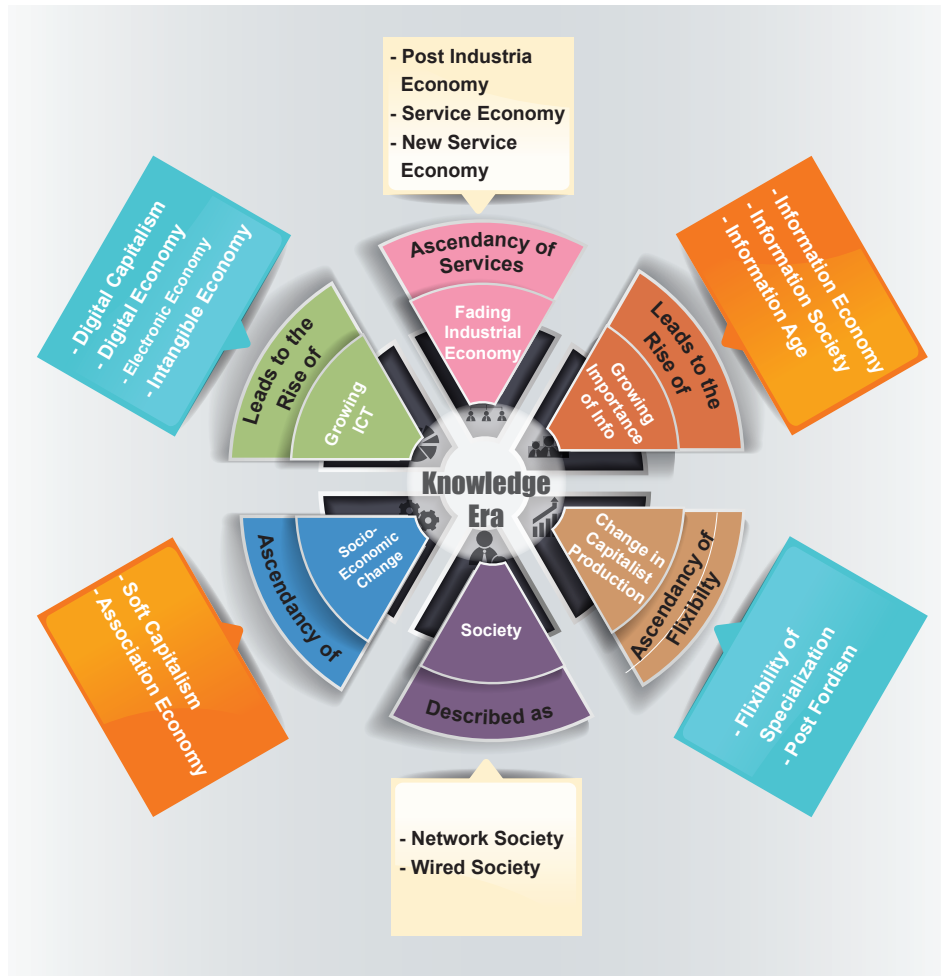 - Post Industria
Economy
- Service Economy
- New Service
Economy
Ascendancy of
Services
Fading
Industrial
Economy
- Information Economy
- Information Society
- Information Age
Leads to the
Rise of
Growing
Importance
of Info
- Flixibility of
Specialization
- Post Fordism
Ascendancy of
Flixibilty
Change in
Capitalist
Production
Society
Described as
- Network Society
- Wired Society
- Soft Capitalism
- Association Economy
Ascendancy of
Socio-
Economic
Change
- Digital Capitalism
- Digital Economy
- Electronic Economy
- Intangible Economy
Leads to the
Rise of
Growing
ICT
Knowledge
Era